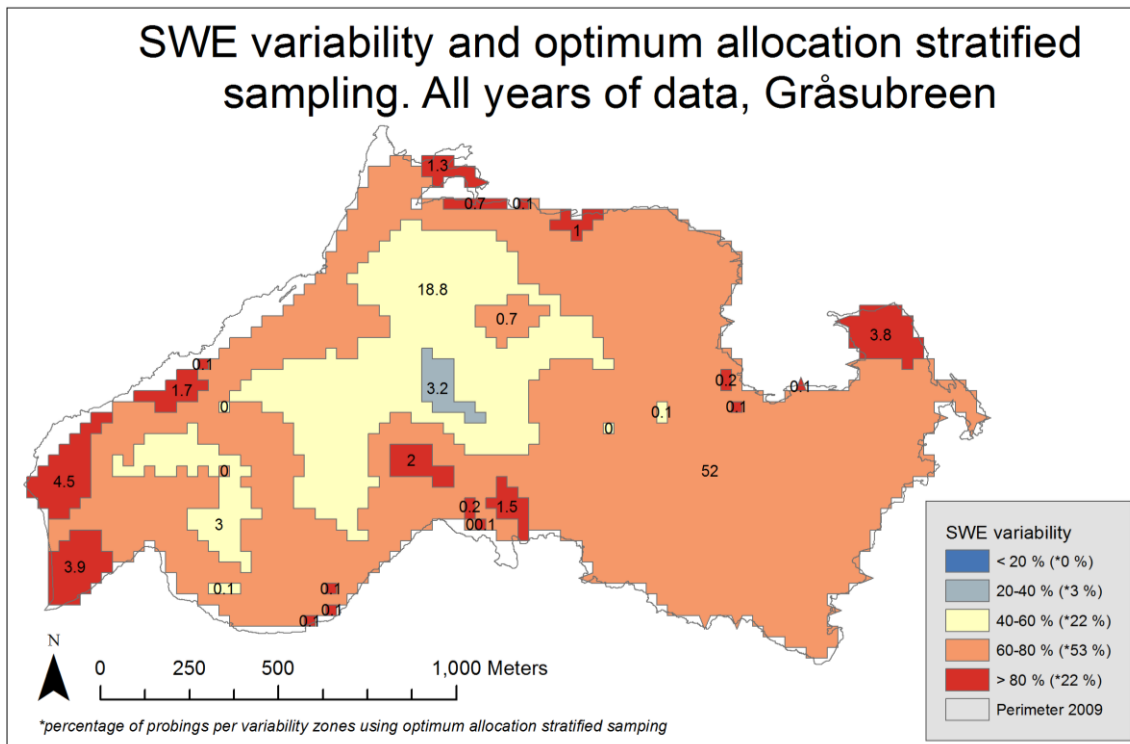 SWE variability and optimum allocation stratified
sampling. All years of data, Gråsubreen
1.3
0.7
0.1
1
18.8
0.7
3.8
0.1
1.7
3.2
0.2
0.1
0
0.1
0.1
0
52
4.5
0
2
0.2
1.5
3
0
0.1
3.9
0.1
0.1
0.1
0.1
SWE variability
< 20 % (*0 %)
20-40 % (*3 %)
40-60 % (*22 %)
60-80 % (*53 %)
> 80 % (*22 %)
Perimeter 2009
N
0 250 500 1,000 Meters
*percentage of probings per variability zones using optimum allocation stratified samping